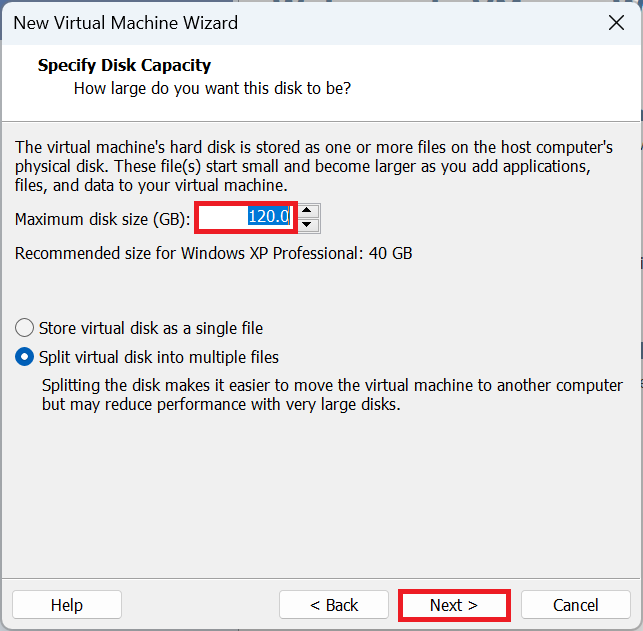 New Virtual Machine Wizard
Specify Disk Capacity
How large do you want this disk to be?
The virtual machine's hard disk is stored as one or more files on the host computer's
physical disk. These file(s) start small and become larger as you add applications,
files, and data to your virtual machine.
Maximum disk size (GB): 120.0
Recommended size for Windows XP Professional: 40 GB
Store virtual disk as a single file
Split virtual disk into multiple files
Splitting the disk makes it easier to move the virtual machine to another computer
but may reduce performance with very large disks.
Help < Back Next > Cancel